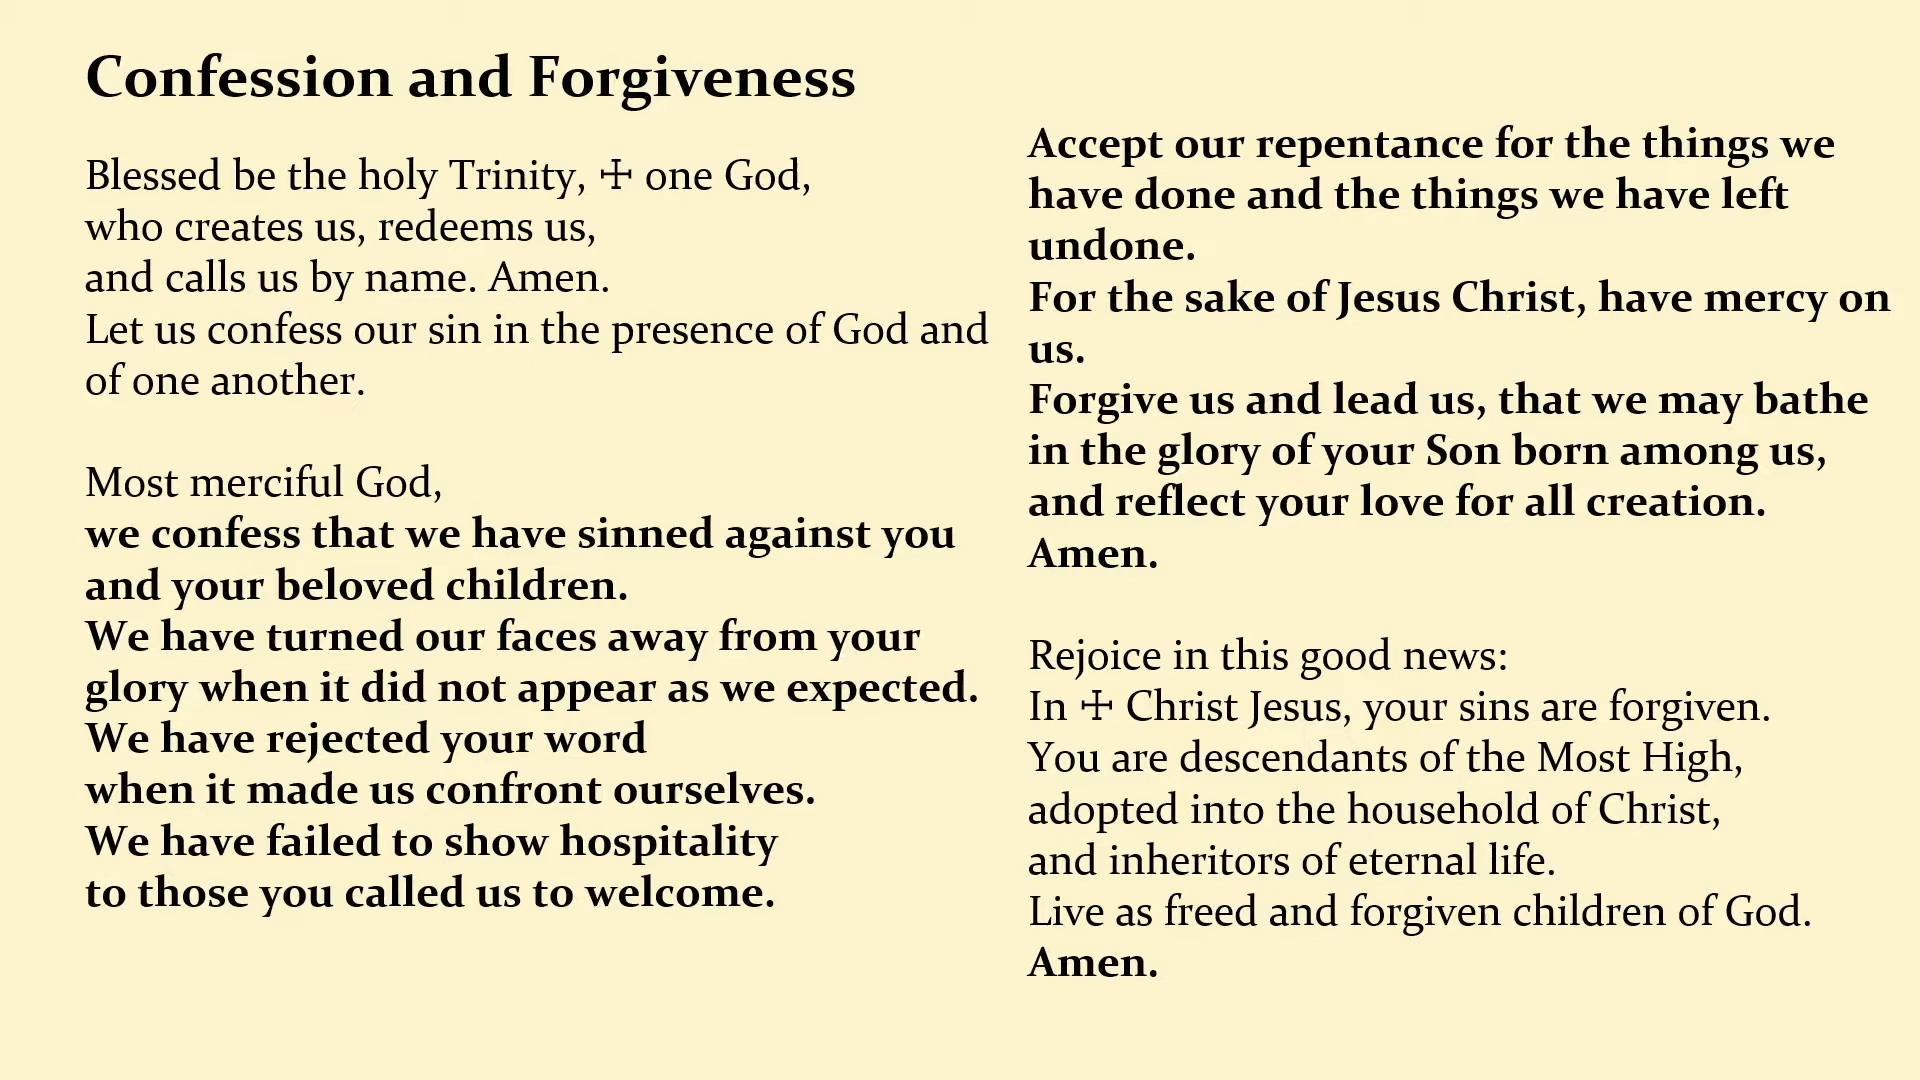 Confession and Forgiveness
Blessed be the holy Trinity, ☩ one God,
who creates us, redeems us,
and calls us by name. Amen.
Let us confess our sin in the presence of God and
of one another.
Most merciful God,
we confess that we have sinned against you
and your beloved children.
We have turned our faces away from your
glory when it did not appear as we expected.
We have rejected your word
when it made us confront ourselves.
We have failed to show hospitality
to those you called us to welcome.
Accept our repentance for the things we
have done and the things we have left
undone.
For the sake of Jesus Christ, have mercy on
us.
Forgive us and lead us, that we may bathe
in the glory of your Son born among us,
and reflect your love for all creation.
Amen.
Rejoice in this good news:
In ☩ Christ Jesus, your sins are forgiven.
You are descendants of the Most High,
adopted into the household of Christ,
and inheritors of eternal life.
Live as freed and forgiven children of God.
Amen.